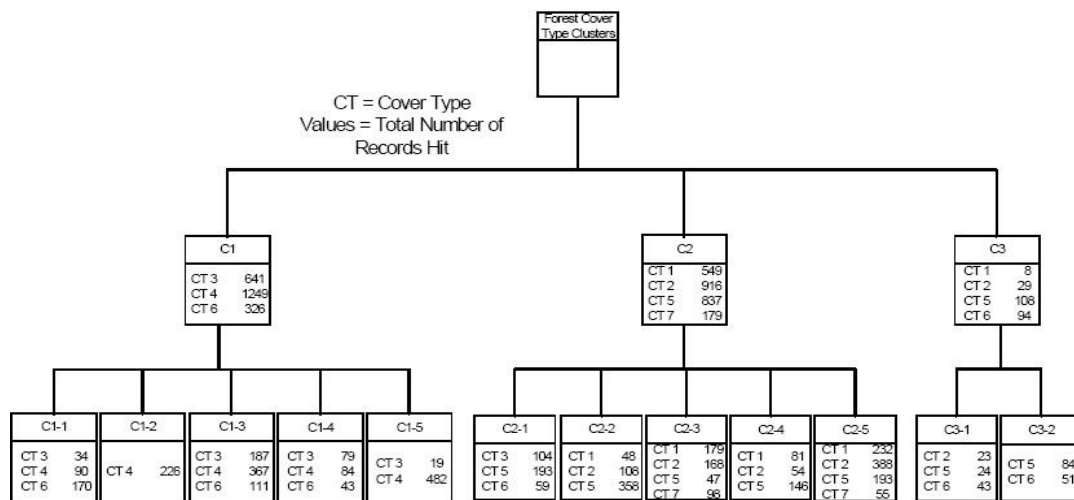 Forest Cover
Type Clusters
CT = Cover Type
Values = Total Number of
Records Hit
C1
CT 3 641
CT 4 1249
CT 6 326
C2
CT 1 549
CT 2 916
CT 5 837
CT 7 179
C3
CT 1 8
CT 2 29
CT 5 108
CT 6 94
C1-1
CT 3 34
CT 4 90
CT 6 170
C1-2
CT 4 226
C1-3
CT 3 187
CT 4 367
CT 6 111
C1-4
CT 3 79
CT 4 84
CT 6 43
C1-5
CT 3 19
CT 4 482
C2-1
CT 3 104
CT 5 193
CT 6 59
C2-2
CT 1 48
CT 2 108
CT 5 358
C2-3
CT 1 179
CT 2 168
CT 5 47
CT 7 98
C2-4
CT 1 81
CT 2 54
CT 5 146
C2-5
CT 1 232
CT 2 388
CT 5 193
CT 7 55
C3-1
CT 2 23
CT 5 24
CT 6 43
C3-2
CT 5 84
CT 6 51